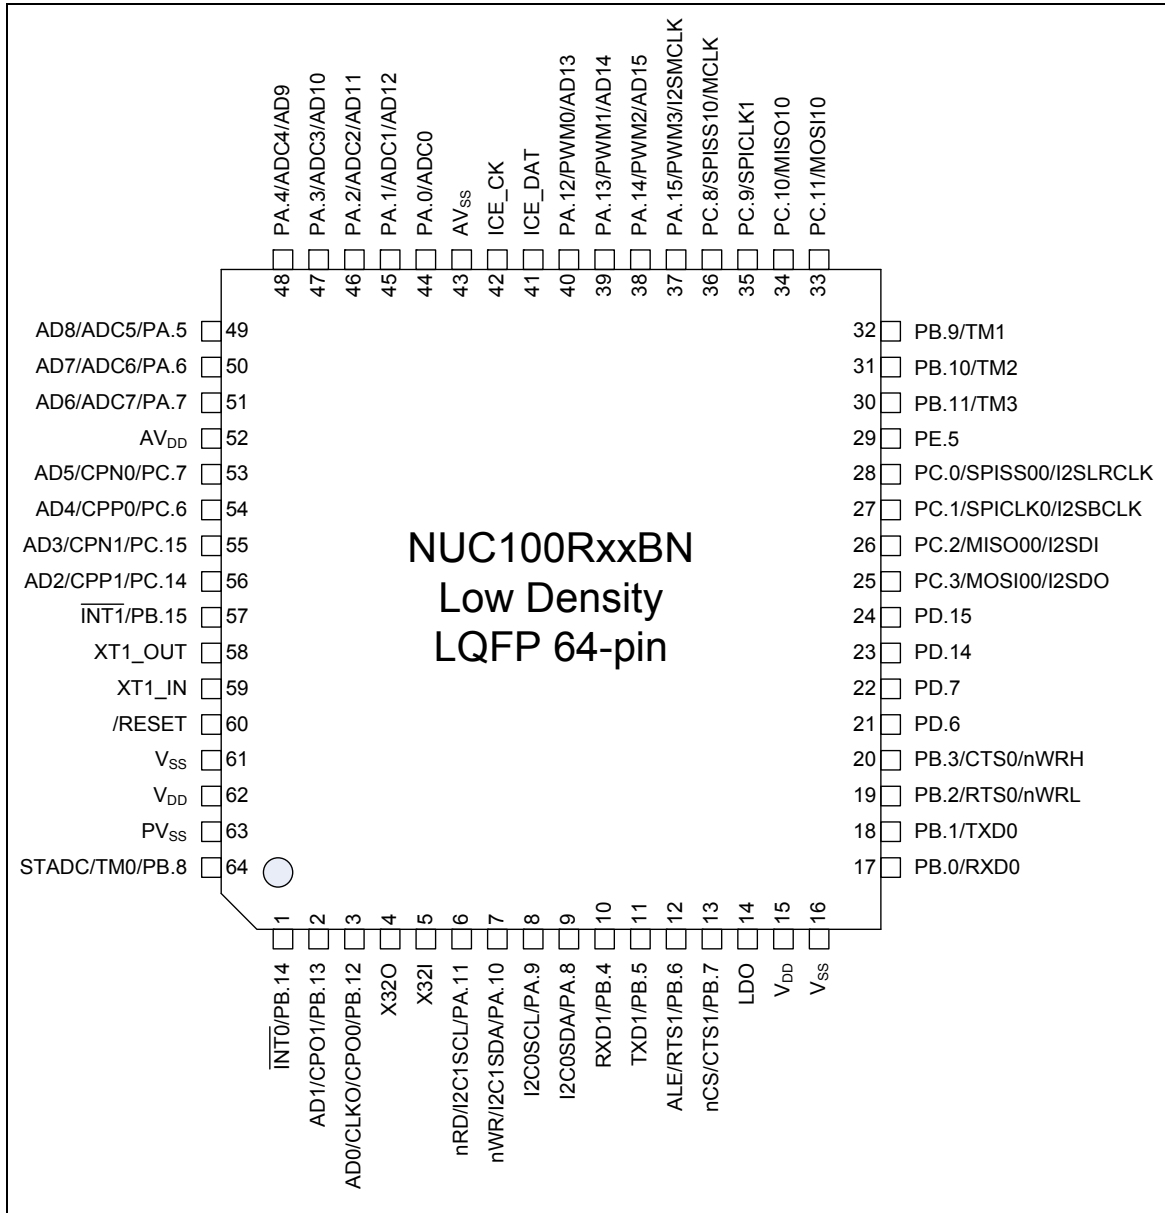 PA.4/ADC4/AD9
PA.3/ADC3/AD10
PA.2/ADC2/AD11
PA.1/ADC1/AD12
PA.0/ADC0
AVSS
ICE_CK
ICE_DAT
PA.12/PWM0/AD13
PA.13/PWM1/AD14
PA.14/PWM2/AD15
PA.15/PWM3/I2SMCLK
PC.8/SPISS10/MCLK
PC.9/SPICLK1
PC.10/MISO10
PC.11/MOSI10
48
47
46
45
44
43
42
41
40
39
38
37
36
35
34
33
AD8/ADC5/PA.5 49
AD7/ADC6/PA.6 50
AD6/ADC7/PA.7 51
AVDD 52
AD5/CPN0/PC.7 53
AD4/CPP0/PC.6 54
AD3/CPN1/PC.15 55
AD2/CPP1/PC.14 56
INT1/PB.15 57
XT1_OUT 58
XT1_IN 59
/RESET 60
VSS 61
VDD 62
PVSS 63
STADC/TM0/PB.8 64
NUC100RxxBN
Low Density
LQFP 64-pin
32 PB.9/TM1
31 PB.10/TM2
30 PB.11/TM3
29 PE.5
28 PC.0/SPISS00/I2SLRCLK
27 PC.1/SPICLK0/I2SBCLK
26 PC.2/MISO00/I2SDI
25 PC.3/MOSI00/I2SDO
24 PD.15
23 PD.14
22 PD.7
21 PD.6
20 PB.3/CTS0/nWRH
19 PB.2/RTS0/nWRL
18 PB.1/TXD0
17 PB.0/RXD0
1
2
3
4
5
6
7
8
9
10
11
12
13
14
15
16
INT0/PB.14
AD1/CPO1/PB.13
AD0/CLKO/CPO0/PB.12
X32O
X32I
nRD/I2C1SCL/PA.11
nWR/I2C1SDA/PA.10
I2C0SCL/PA.9
I2C0SDA/PA.8
RXD1/PB.4
TXD1/PB.5
ALE/RTS1/PB.6
nCS/CTS1/PB.7
LDO
VDD
VSS